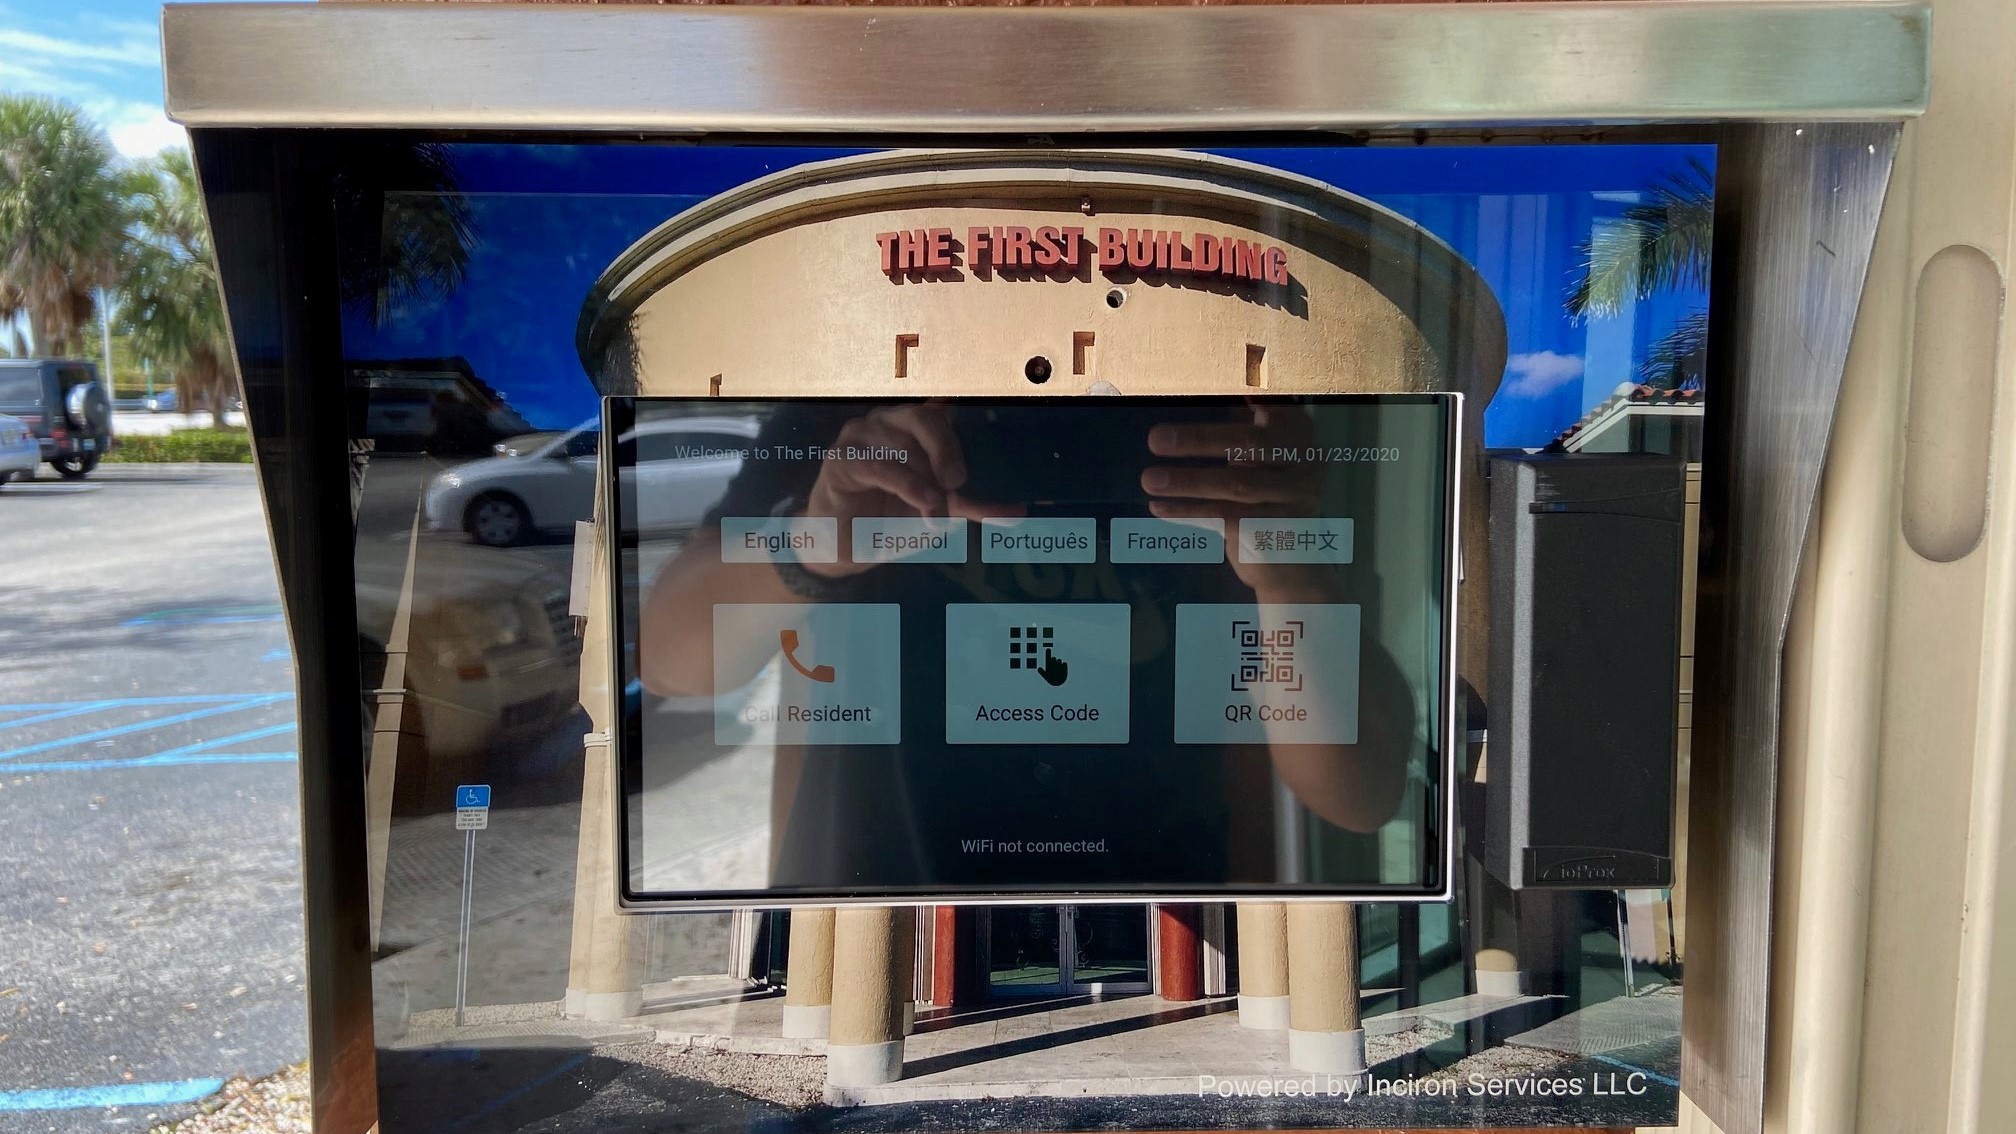 THE FIRST BUILDING
Welcome to The First Building
12:11 PM, 01/23/2020
English
Español
Português
Français
繁體中文
Call Resident
Access Code
QR Code
WiFi not connected.
ioProx
Powered by Inciron Services LLC